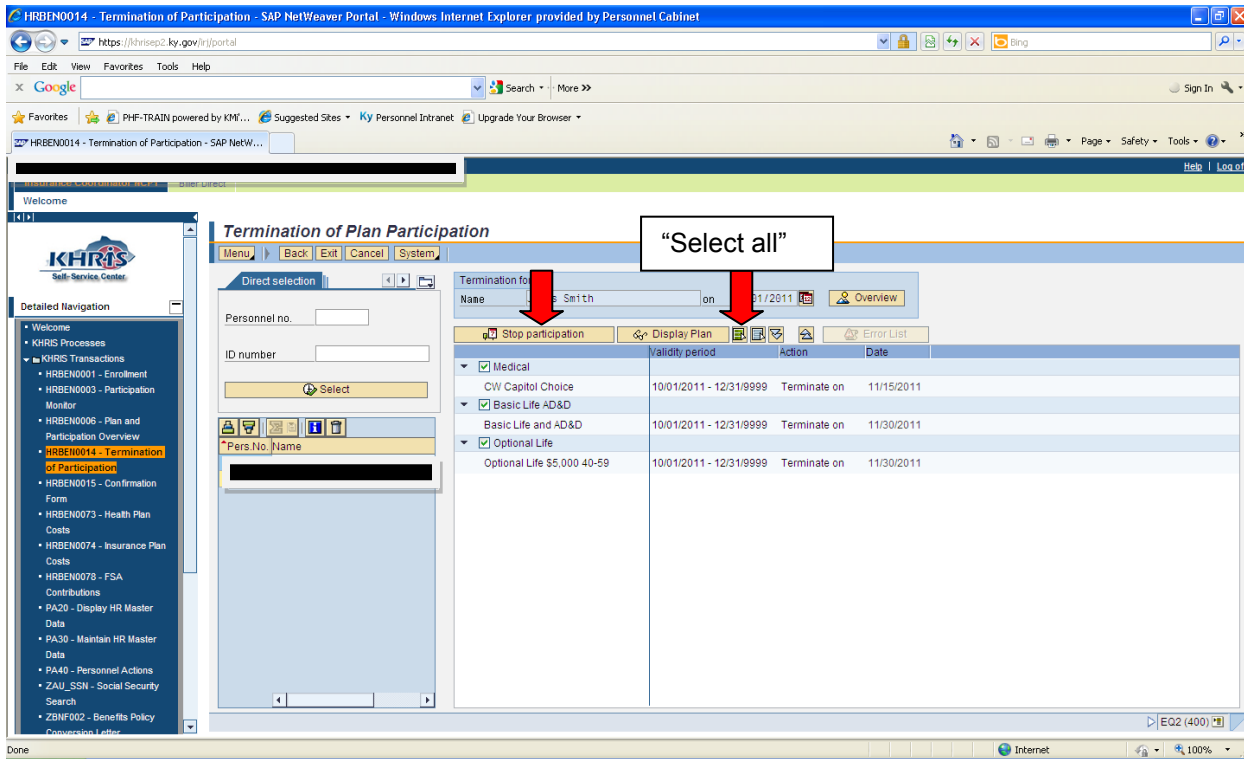 HRBEN0014 - Termination of Participation - SAP NetWeaver Portal - Windows Internet Explorer provided by Personnel Cabinet
https://khrisep2.ky.gov/irj/portal
Bing
File Edit View Favorites Tools Help
x Google Search More >> Sign In
Favorites PHF-TRAIN powered by KMi'... Suggested Sites Ky Personnel Intranet Upgrade Your Browser
HRBEN0014 - Termination of Participation - SAP NetW... Page Safety Tools
Help | Log of
Biller Direct
Welcome
Termination of Plan Participation
"Select all"
Menu Back Exit Cancel System
KHRIS
Self-Service Center
Direct selection
Termination for
Name Smith on 01/2011 Overview
Detailed Navigation
Personnel no.
Stop participation Display Plan Error List
ID number
Validity period Action Date
Select
Medical
CW Capitol Choice 10/01/2011 - 12/31/9999 Terminate on 11/15/2011
Basic Life AD&D
Basic Life and AD&D 10/01/2011 - 12/31/9999 Terminate on 11/30/2011
Optional Life
Optional Life $5,000 40-59 10/01/2011 - 12/31/9999 Terminate on 11/30/2011
Pers.No. Name
• Welcome
• KHRIS Processes
KHRIS Transactions
• HRBEN0001 - Enrollment
• HRBEN0003 - Participation
Monitor
• HRBEN0006 - Plan and
Participation Overview
• HRBEN0014 - Termination
of Participation
• HRBEN0015 - Confirmation
Form
• HRBEN0073 - Health Plan
Costs
• HRBEN0074 - Insurance Plan
Costs
• HRBEN0078 - FSA
Contributions
• PA20 - Display HR Master
Data
• PA30 - Maintain HR Master
Data
• PA40 - Personnel Actions
• ZAU_SSN - Social Security
Search
• ZBNF002 - Benefits Policy
Conversion Letter
EQ2 (400)
Done Internet 100%